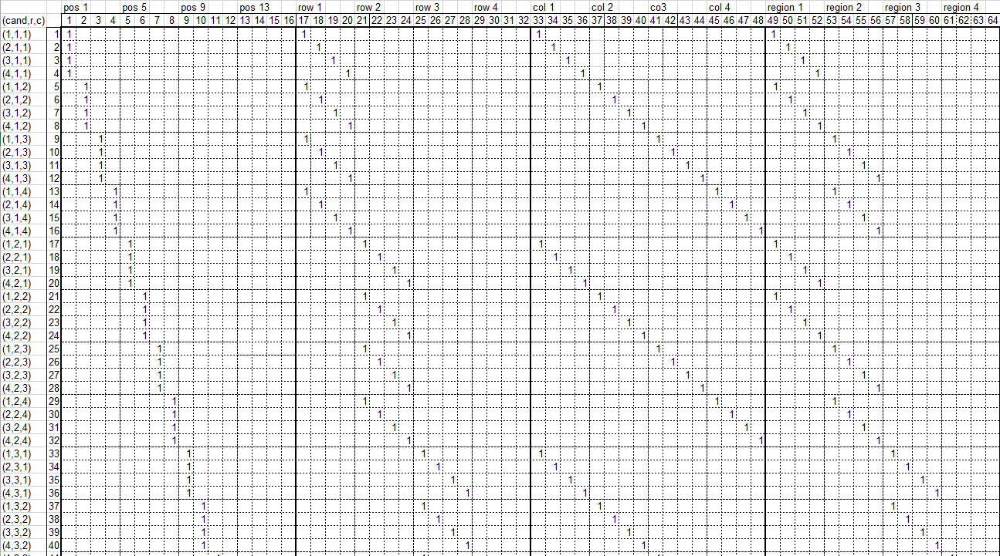 pos 1 pos 5 pos 9 pos 13 row 1 row 2 row 3 row 4 col 1 col 2 co3 col 4 region 1 region 2 region 3 region 4
(cand,r,c) 1 2 3 4 5 6 7 8 9 10 11 12 13 14 15 16 17 18 19 20 21 22 23 24 25 26 27 28 29 30 31 32 33 34 35 36 37 38 39 40 41 42 43 44 45 46 47 48 49 50 51 52 53 54 55 56 57 58 59 60 61 62 63 64
(1,1,1) 1 1 1 1 1
(2,1,1) 2 1 1 1 1
(3,1,1) 3 1 1 1 1
(4,1,1) 4 1 1 1 1
(1,1,2) 5 1 1 1 1
(2,1,2) 6 1 1 1 1
(3,1,2) 7 1 1 1 1
(4,1,2) 8 1 1 1 1
(1,1,3) 9 1 1 1 1
(2,1,3) 10 1 1 1 1
(3,1,3) 11 1 1 1 1
(4,1,3) 12 1 1 1 1
(1,1,4) 13 1 1 1 1
(2,1,4) 14 1 1 1 1
(3,1,4) 15 1 1 1 1
(4,1,4) 16 1 1 1 1
(1,2,1) 17 1 1 1 1
(2,2,1) 18 1 1 1 1
(3,2,1) 19 1 1 1 1
(4,2,1) 20 1 1 1 1
(1,2,2) 21 1 1 1 1
(2,2,2) 22 1 1 1 1
(3,2,2) 23 1 1 1 1
(4,2,2) 24 1 1 1 1
(1,2,3) 25 1 1 1 1
(2,2,3) 26 1 1 1 1
(3,2,3) 27 1 1 1 1
(4,2,3) 28 1 1 1 1
(1,2,4) 29 1 1 1 1
(2,2,4) 30 1 1 1 1
(3,2,4) 31 1 1 1 1
(4,2,4) 32 1 1 1 1
(1,3,1) 33 1 1 1 1
(2,3,1) 34 1 1 1 1
(3,3,1) 35 1 1 1 1
(4,3,1) 36 1 1 1 1
(1,3,2) 37 1 1 1 1
(2,3,2) 38 1 1 1 1
(3,3,2) 39 1 1 1 1
(4,3,2) 40 1 1 1 1